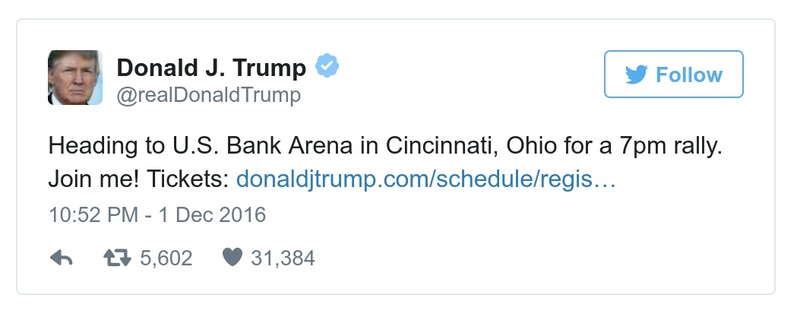 Donald J. Trump
@realDonaldTrump
Follow
Heading to U.S. Bank Arena in Cincinnati, Ohio for a 7pm rally.
Join me! Tickets: donaldjtrump.com/schedule/regis…
10:52 PM - 1 Dec 2016
5,602 31,384